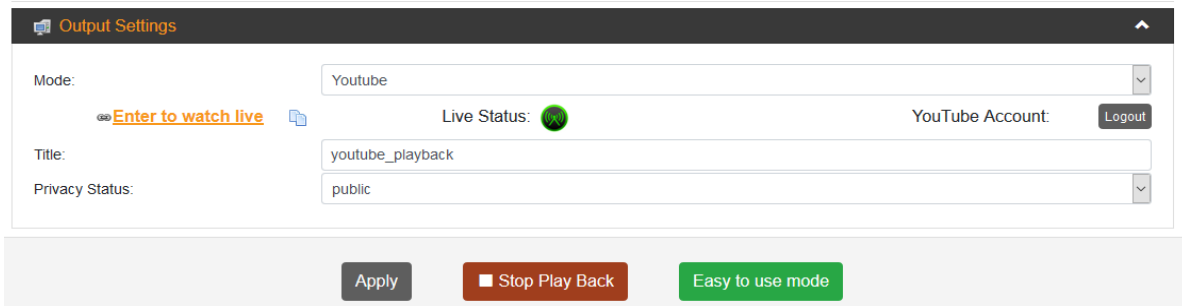 Output Settings
Mode: Youtube
Enter to watch live Live Status: YouTube Account: Logout
Title: youtube_playback
Privacy Status: public
Apply Stop Play Back Easy to use mode